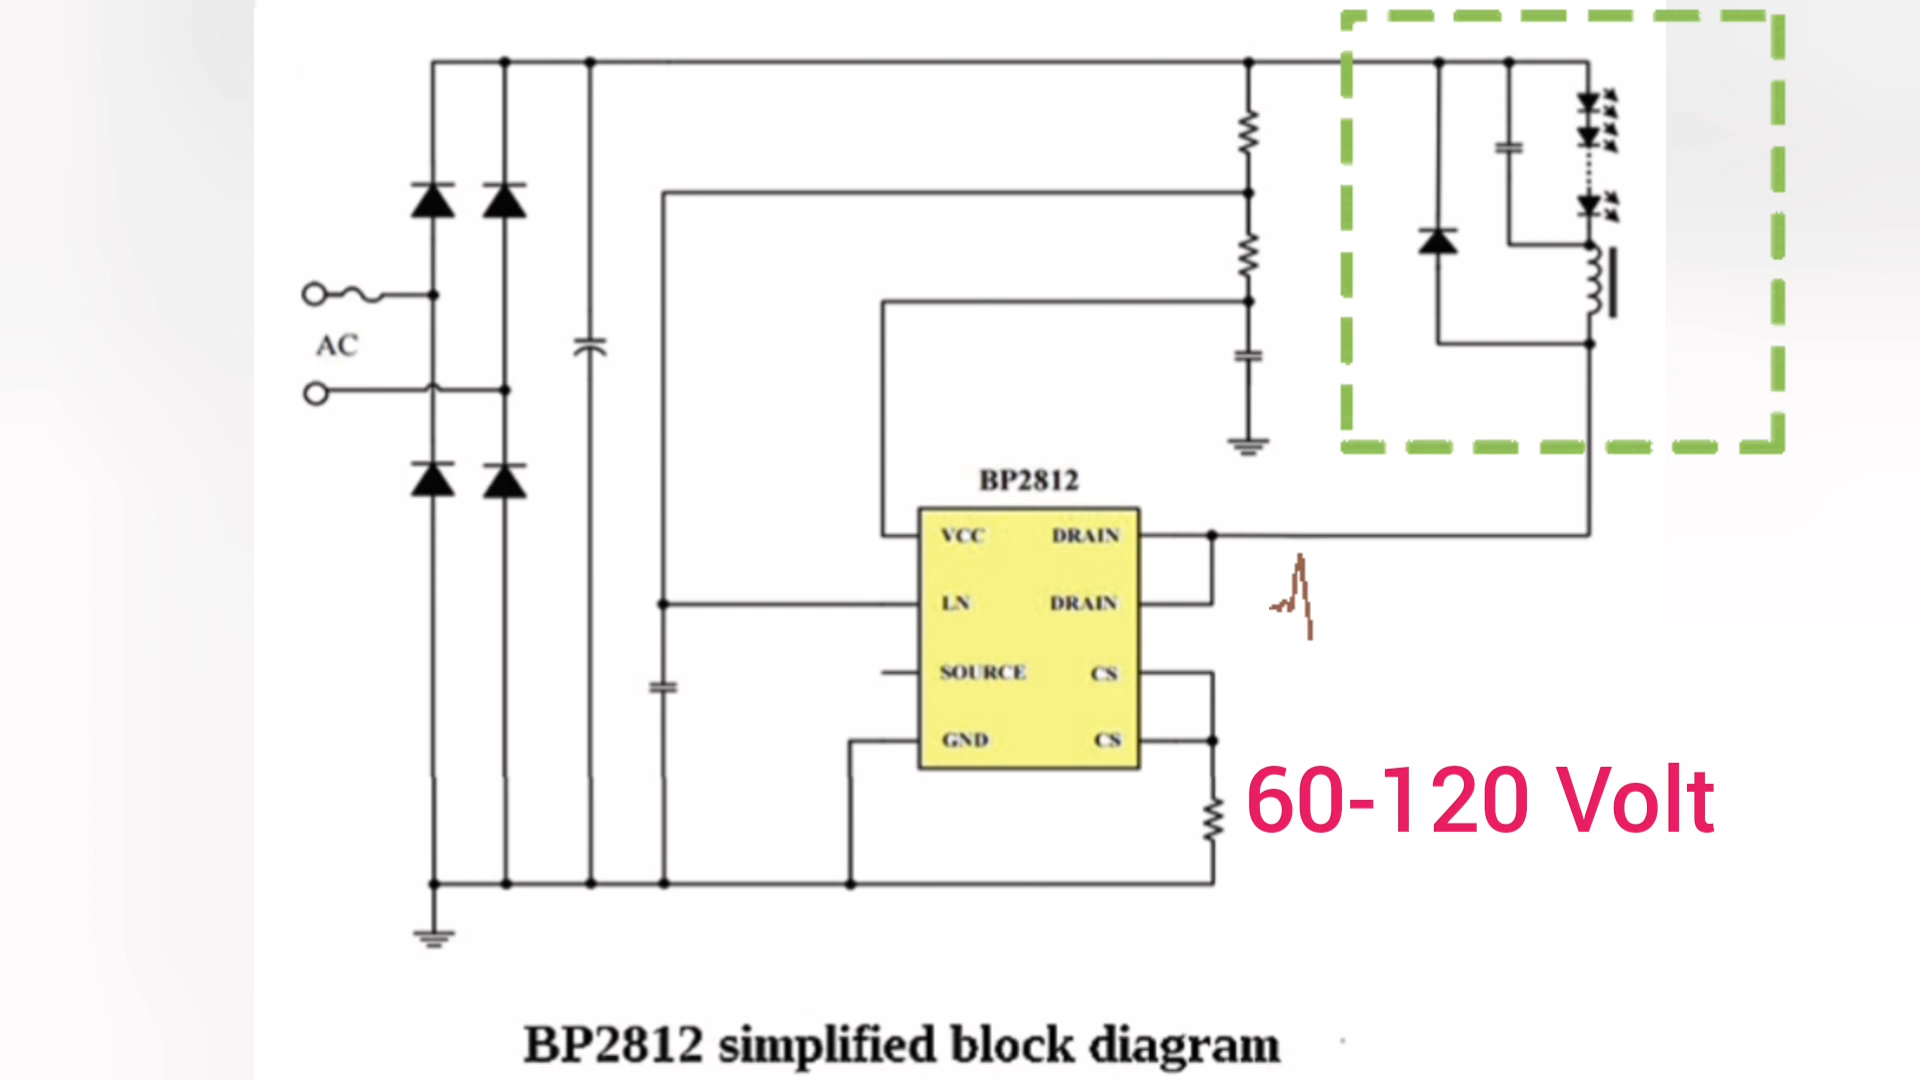 AC
BP2812
VCC DRAIN
LN DRAIN
SOURCE CS
GND CS
60-120 Volt
BP2812 simplified block diagram